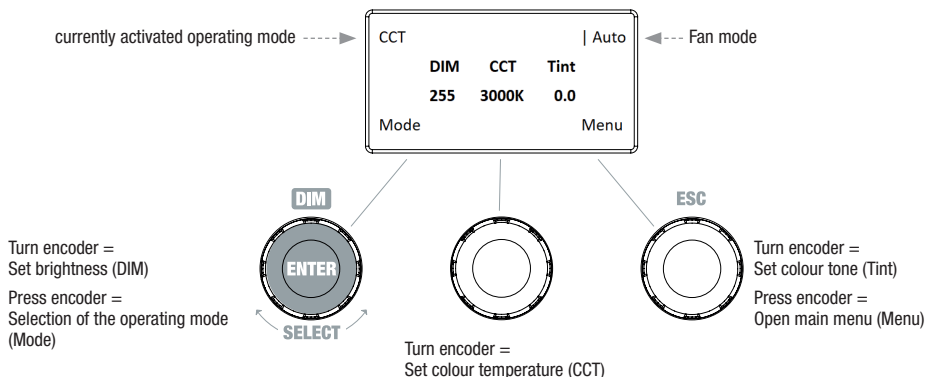 currently activated operating mode
CCT | Auto
Fan mode
DIM CCT Tint
255 3000K 0.0
Mode Menu
DIM
ESC
ENTER
SELECT
Turn encoder =
Set brightness (DIM)
Press encoder =
Selection of the operating mode
(Mode)
Turn encoder =
Set colour temperature (CCT)
Turn encoder =
Set colour tone (Tint)
Press encoder =
Open main menu (Menu)